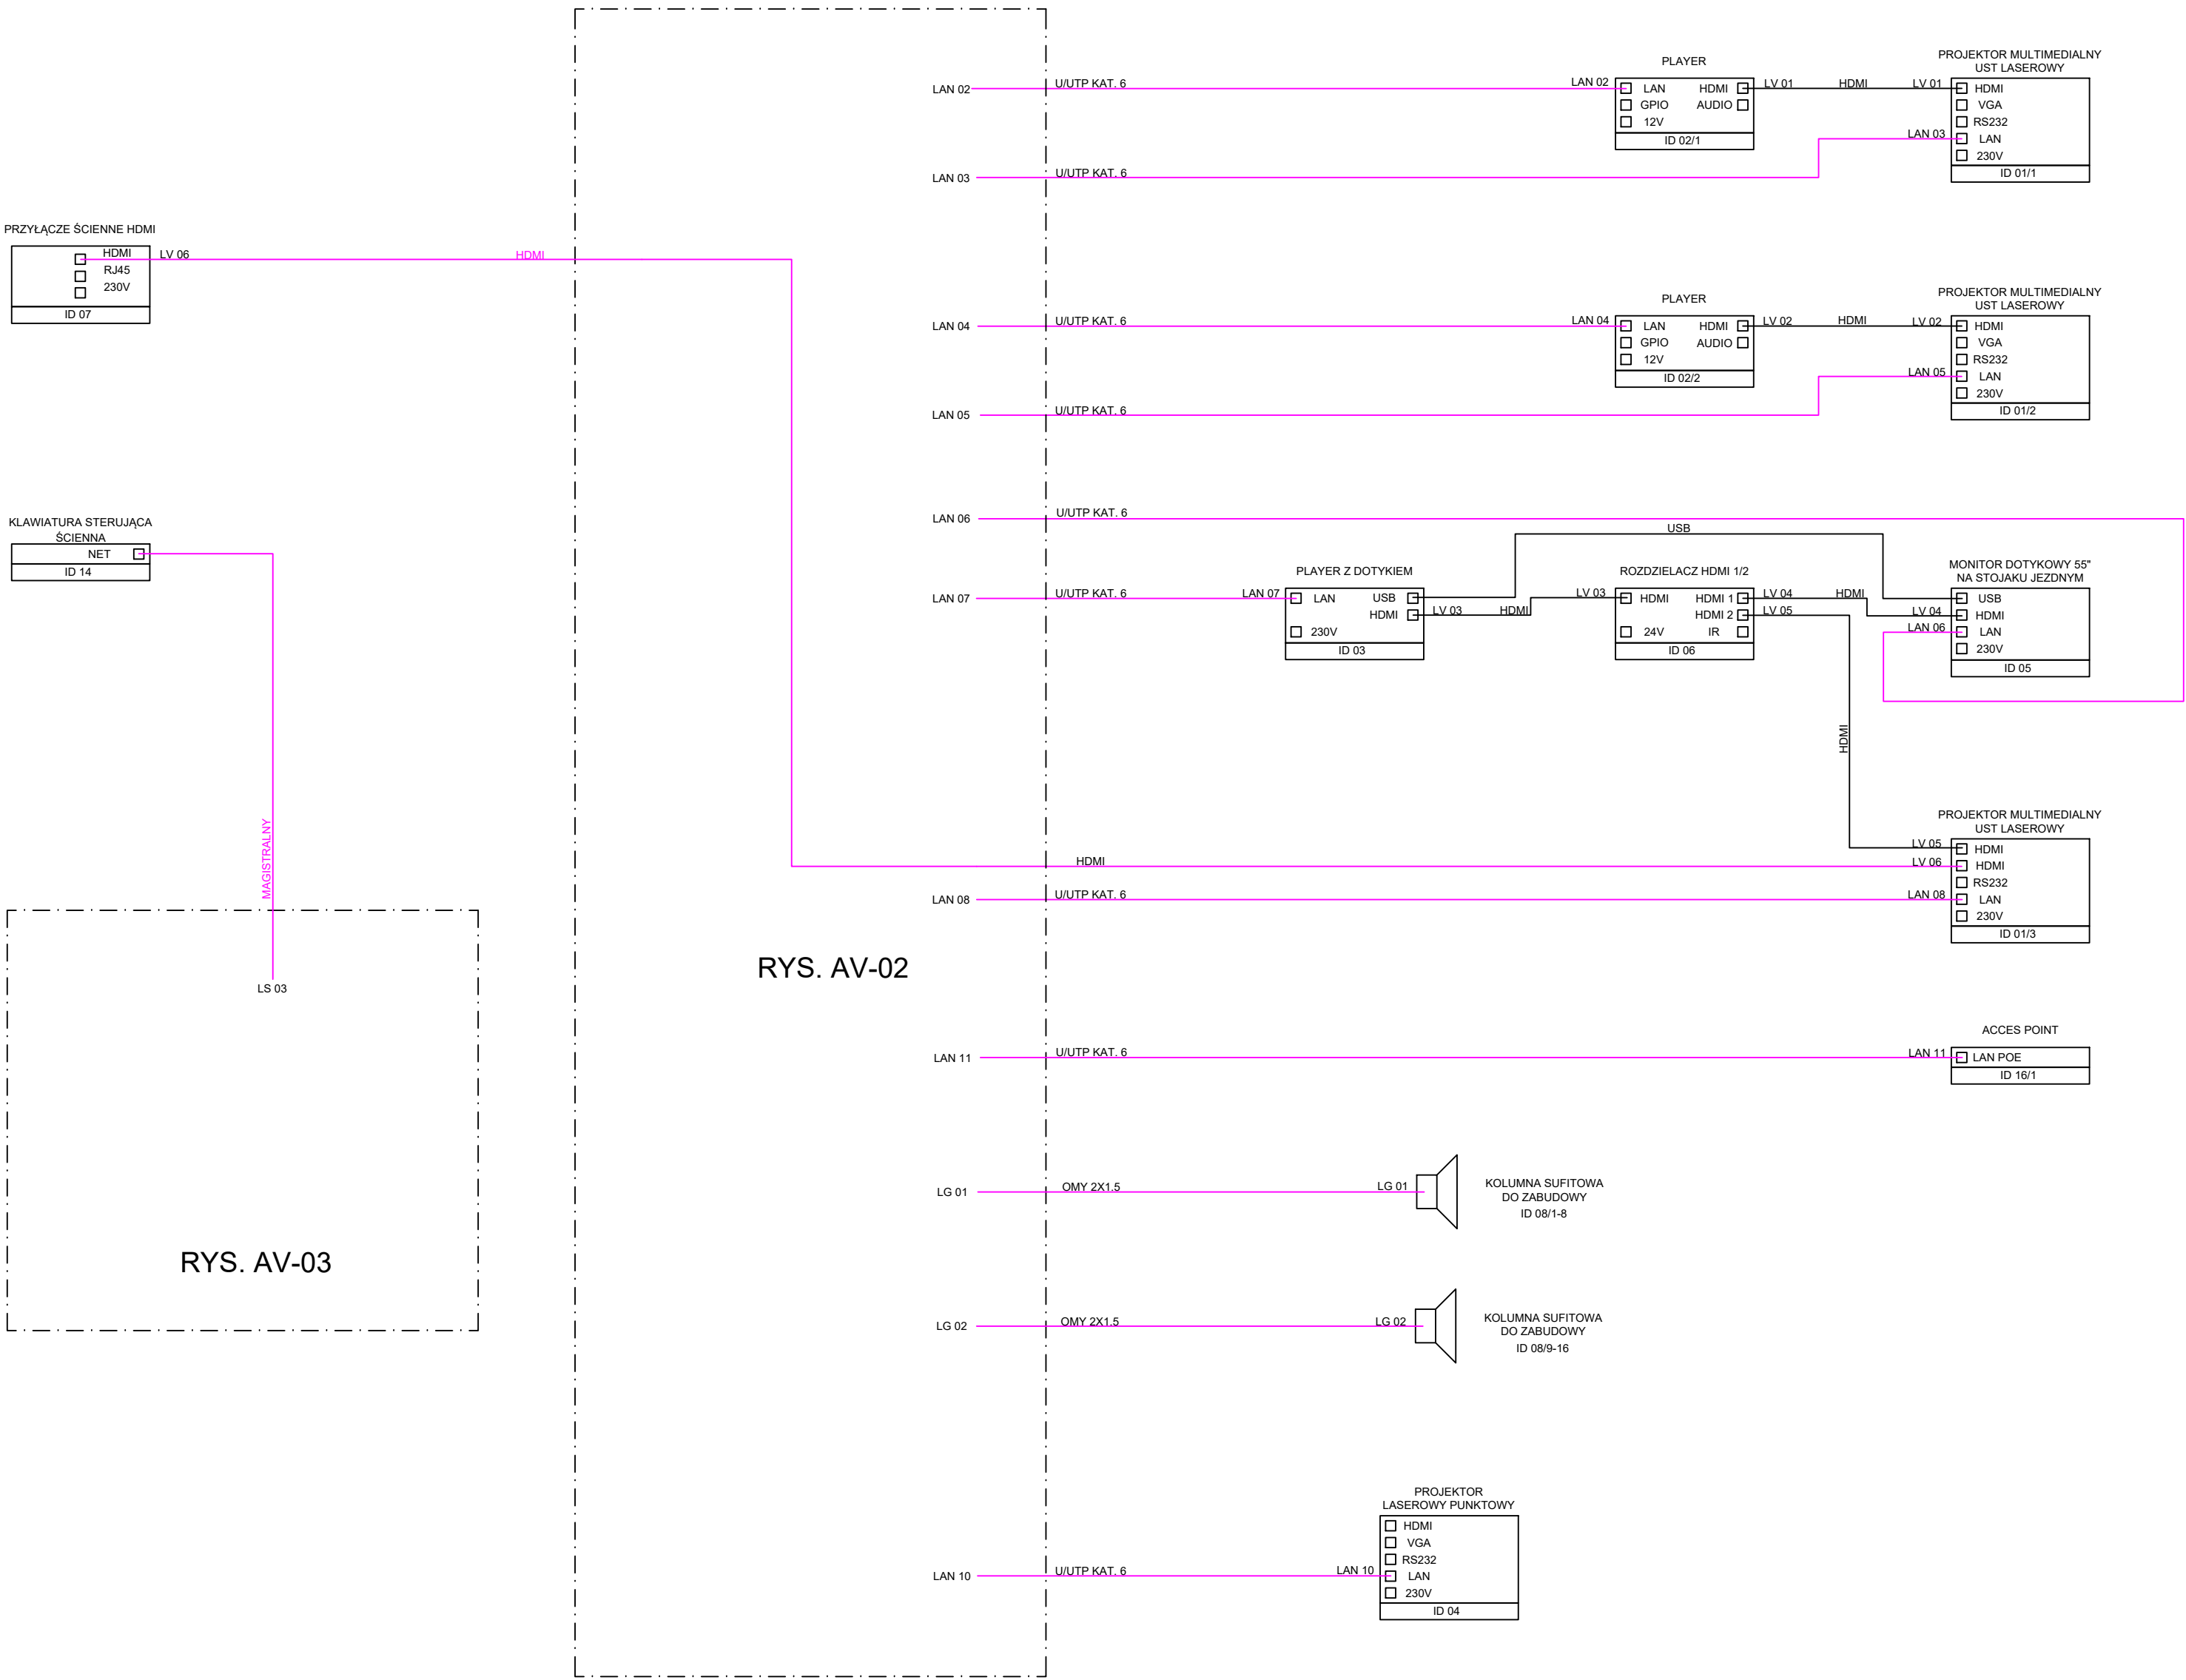 LAN 02
U/UTP KAT. 6
LAN 02
PLAYER
LAN HDMI
GPIO AUDIO
12V
ID 02/1
LV 01
HDMI
LV 01
PROJEKTOR MULTIMEDIALNY
UST LASEROWY
HDMI
VGA
RS232
LAN
230V
ID 01/1
LAN 03
LAN 03
U/UTP KAT. 6
PRZYŁĄCZE ŚCIENNE HDMI
HDMI
RJ45
230V
ID 07
LV 06
HDMI
LAN 04
U/UTP KAT. 6
LAN 04
PLAYER
LAN HDMI
GPIO AUDIO
12V
ID 02/2
LV 02
HDMI
LV 02
PROJEKTOR MULTIMEDIALNY
UST LASEROWY
HDMI
VGA
RS232
LAN
230V
ID 01/2
LAN 05
LAN 05
U/UTP KAT. 6
KLAWIATURA STERUJĄCA
ŚCIENNA
NET
ID 14
MAGISTRALNY
LAN 06
U/UTP KAT. 6
USB
LAN 07
U/UTP KAT. 6
LAN 07
PLAYER Z DOTYKIEM
LAN USB
HDMI
230V
ID 03
LV 03
HDMI
LV 03
ROZDZIELACZ HDMI 1/2
HDMI HDMI 1
HDMI 2
24V IR
ID 06
LV 04
HDMI
LV 05
LV 04
LAN 06
MONITOR DOTYKOWY 55"
NA STOJAKU JEZDNYM
USB
HDMI
LAN
230V
ID 05
HDMI
PROJEKTOR MULTIMEDIALNY
UST LASEROWY
LV 05
HDMI
LV 06
HDMI
HDMI
RS232
LAN
230V
ID 01/3
LAN 08
U/UTP KAT. 6
LAN 08
RYS. AV-02
LS 03
RYS. AV-03
LAN 11
U/UTP KAT. 6
LAN 11
ACCES POINT
LAN POE
ID 16/1
LG 01
OMY 2X1.5
LG 01
KOLUMNA SUFITOWA
DO ZABUDOWY
ID 08/1-8
LG 02
OMY 2X1.5
LG 02
KOLUMNA SUFITOWA
DO ZABUDOWY
ID 08/9-16
PROJEKTOR
LASEROWY PUNKTOWY
HDMI
VGA
RS232
LAN
230V
ID 04
LAN 10
U/UTP KAT. 6
LAN 10